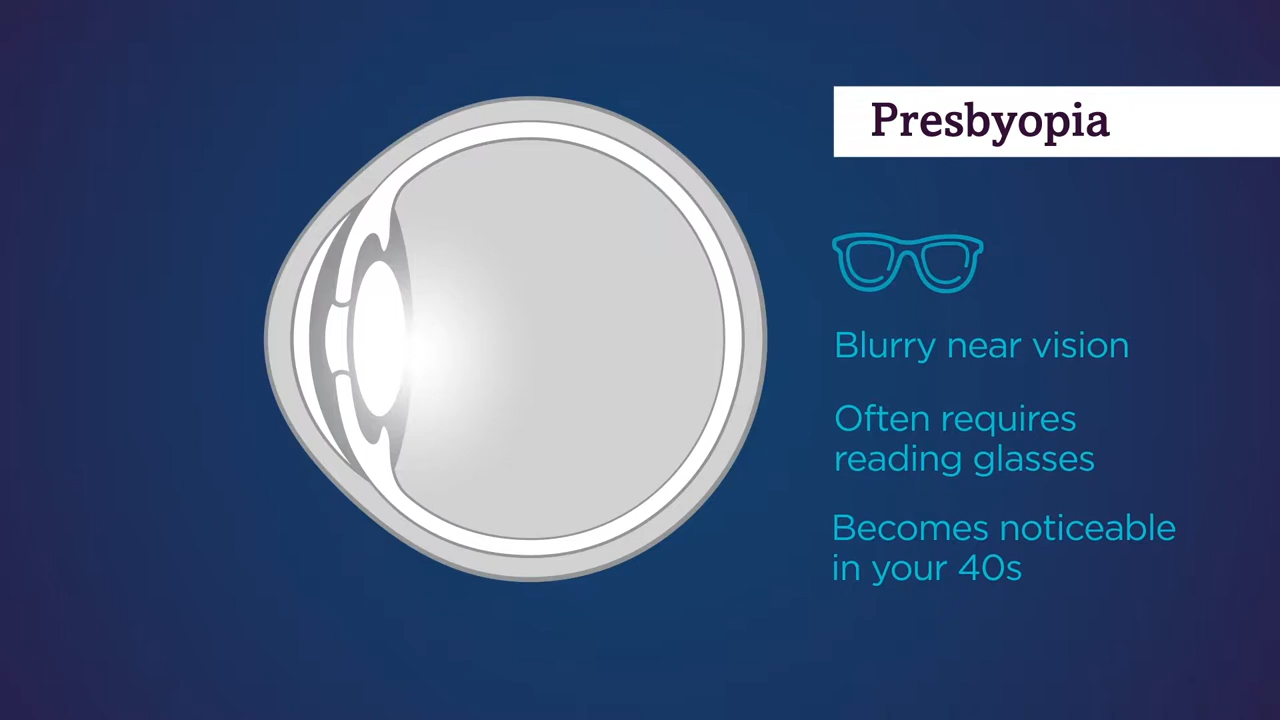 Presbyopia
Blurry near vision
Often requires
reading glasses
Becomes noticeable
in your 40s